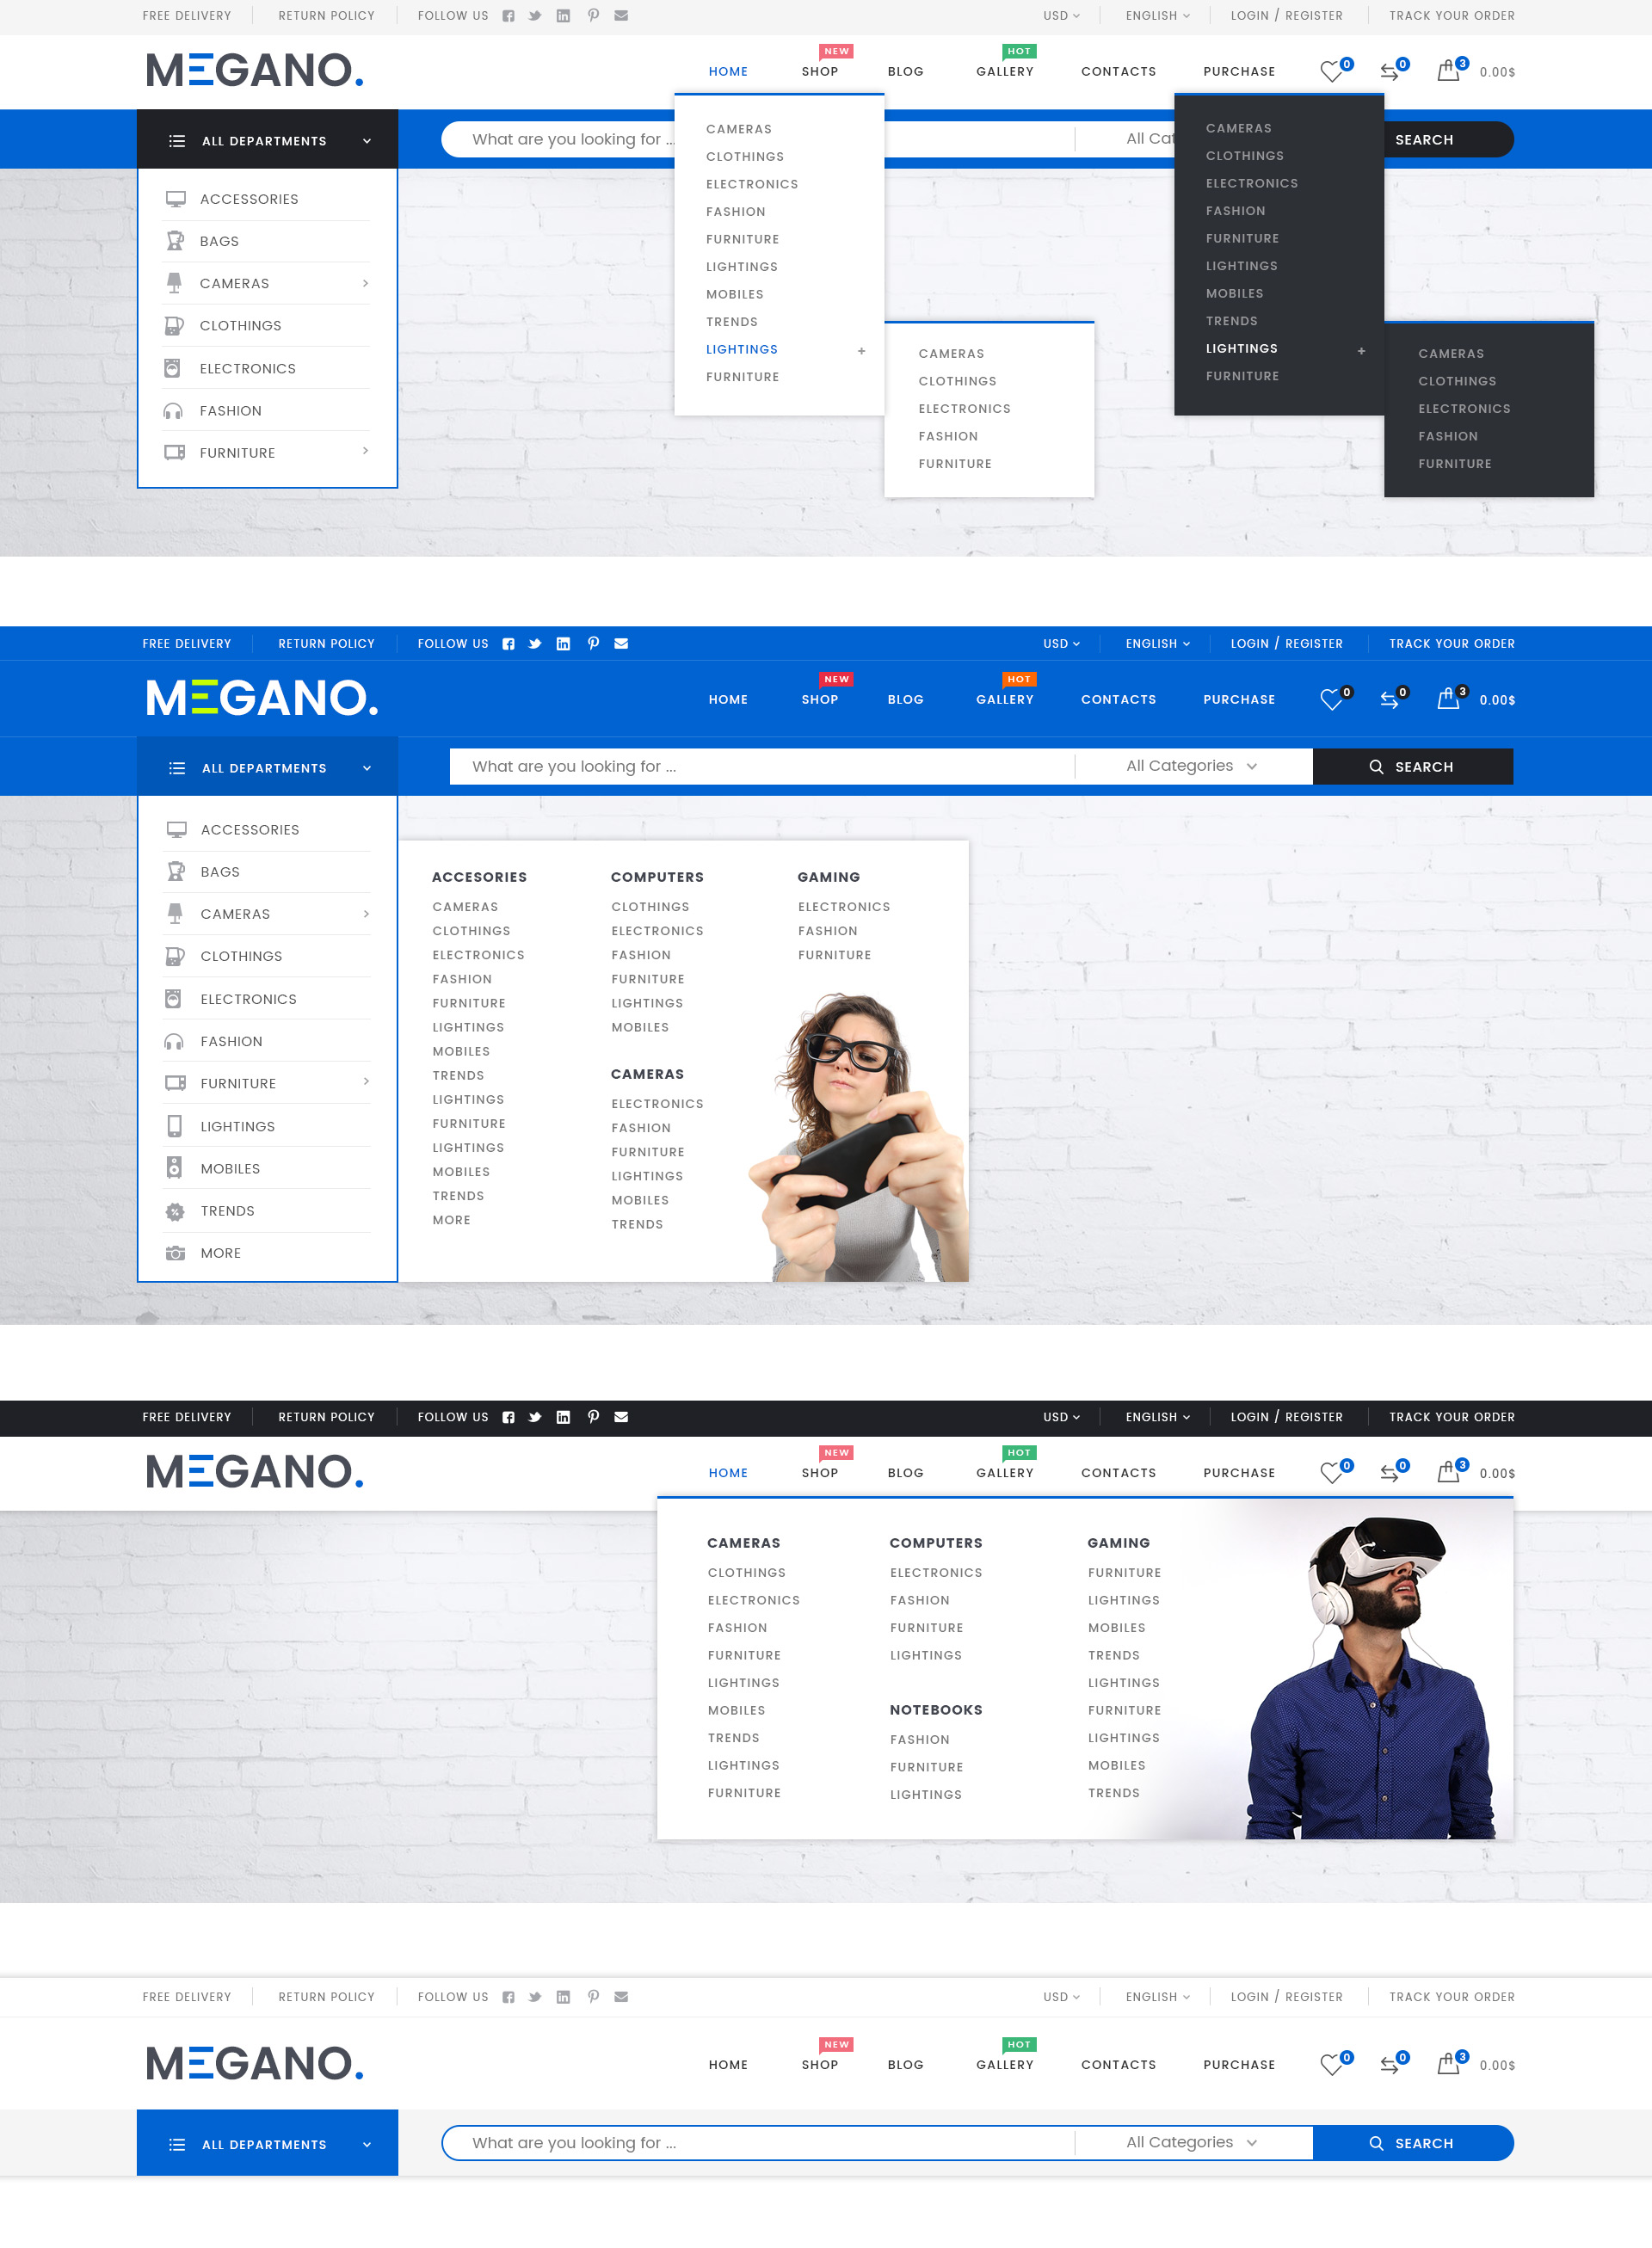 FREE DELIVERY RETURN POLICY FOLLOW US USD ENGLISH LOGIN / REGISTER TRACK YOUR ORDER
NEW HOT
MEGANO. HOME SHOP BLOG GALLERY CONTACTS PURCHASE 0 0 3 0.00$
ALL DEPARTMENTS What are you looking for ... All Cat SEARCH
ACCESSORIES
BAGS
CAMERAS
CLOTHINGS
ELECTRONICS
FASHION
FURNITURE
CAMERAS
CLOTHINGS
ELECTRONICS
FASHION
FURNITURE
LIGHTINGS
MOBILES
TRENDS
LIGHTINGS +
FURNITURE
CAMERAS
CLOTHINGS
ELECTRONICS
FASHION
FURNITURE
CAMERAS
CLOTHINGS
ELECTRONICS
FASHION
FURNITURE
LIGHTINGS
MOBILES
TRENDS
LIGHTINGS +
FURNITURE
CAMERAS
CLOTHINGS
ELECTRONICS
FASHION
FURNITURE
FREE DELIVERY RETURN POLICY FOLLOW US USD ENGLISH LOGIN / REGISTER TRACK YOUR ORDER
NEW HOT
MEGANO. HOME SHOP BLOG GALLERY CONTACTS PURCHASE 0 0 3 0.00$
ALL DEPARTMENTS What are you looking for ... All Categories SEARCH
ACCESSORIES
BAGS
CAMERAS
CLOTHINGS
ELECTRONICS
FASHION
FURNITURE
LIGHTINGS
MOBILES
TRENDS
MORE
ACCESORIES
CAMERAS
CLOTHINGS
ELECTRONICS
FASHION
FURNITURE
LIGHTINGS
MOBILES
TRENDS
LIGHTINGS
FURNITURE
LIGHTINGS
MOBILES
TRENDS
MORE
COMPUTERS
CLOTHINGS
ELECTRONICS
FASHION
FURNITURE
LIGHTINGS
MOBILES
CAMERAS
ELECTRONICS
FASHION
FURNITURE
LIGHTINGS
MOBILES
TRENDS
GAMING
ELECTRONICS
FASHION
FURNITURE
FREE DELIVERY RETURN POLICY FOLLOW US USD ENGLISH LOGIN / REGISTER TRACK YOUR ORDER
NEW HOT
MEGANO. HOME SHOP BLOG GALLERY CONTACTS PURCHASE 0 0 3 0.00$
CAMERAS
CLOTHINGS
ELECTRONICS
FASHION
FURNITURE
LIGHTINGS
MOBILES
TRENDS
LIGHTINGS
FURNITURE
COMPUTERS
ELECTRONICS
FASHION
FURNITURE
LIGHTINGS
NOTEBOOKS
FASHION
FURNITURE
LIGHTINGS
GAMING
FURNITURE
LIGHTINGS
MOBILES
TRENDS
LIGHTINGS
FURNITURE
LIGHTINGS
MOBILES
TRENDS
FREE DELIVERY RETURN POLICY FOLLOW US USD ENGLISH LOGIN / REGISTER TRACK YOUR ORDER
NEW HOT
MEGANO. HOME SHOP BLOG GALLERY CONTACTS PURCHASE 0 0 3 0.00$
ALL DEPARTMENTS What are you looking for ... All Categories SEARCH